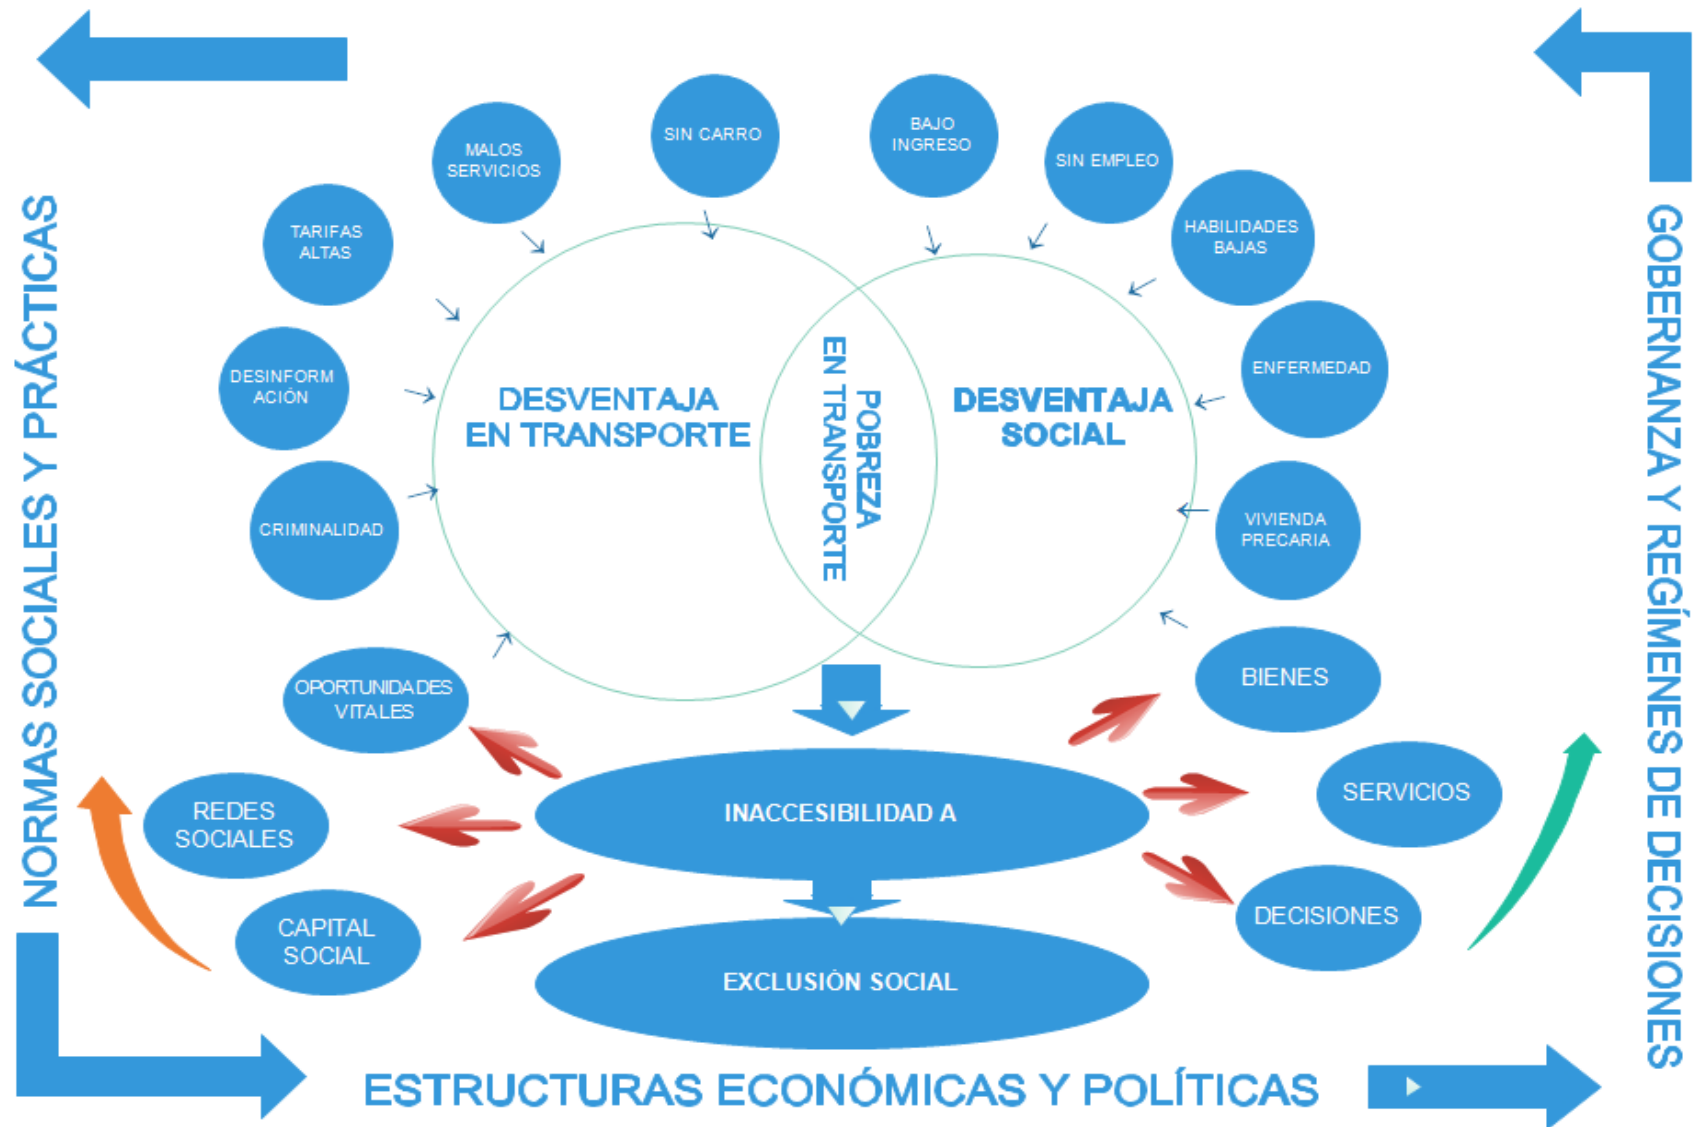 SIN CARRO
BAJO
INGRESO
MALOS
SERVICIOS
SIN EMPLEO
TARIFAS
ALTAS
HABILIDADES
BAJAS
DESINFORM
ACIÓN
ENFERMEDAD
CRIMINALIDAD
VIVIENDA
PRECARIA
DESVENTAJA
EN TRANSPORTE
POBREZA
EN TRANSPORTE
DESVENTAJA
SOCIAL
OPORTUNIDADES
VITALES
BIENES
REDES
SOCIALES
INACCESIBILIDAD A
SERVICIOS
CAPITAL
SOCIAL
DECISIONES
EXCLUSIÓN SOCIAL
NORMAS SOCIALES Y PRÁCTICAS
ESTRUCTURAS ECONÓMICAS Y POLÍTICAS
GOBERNANZA Y REGÍMENES DE DECISIONES